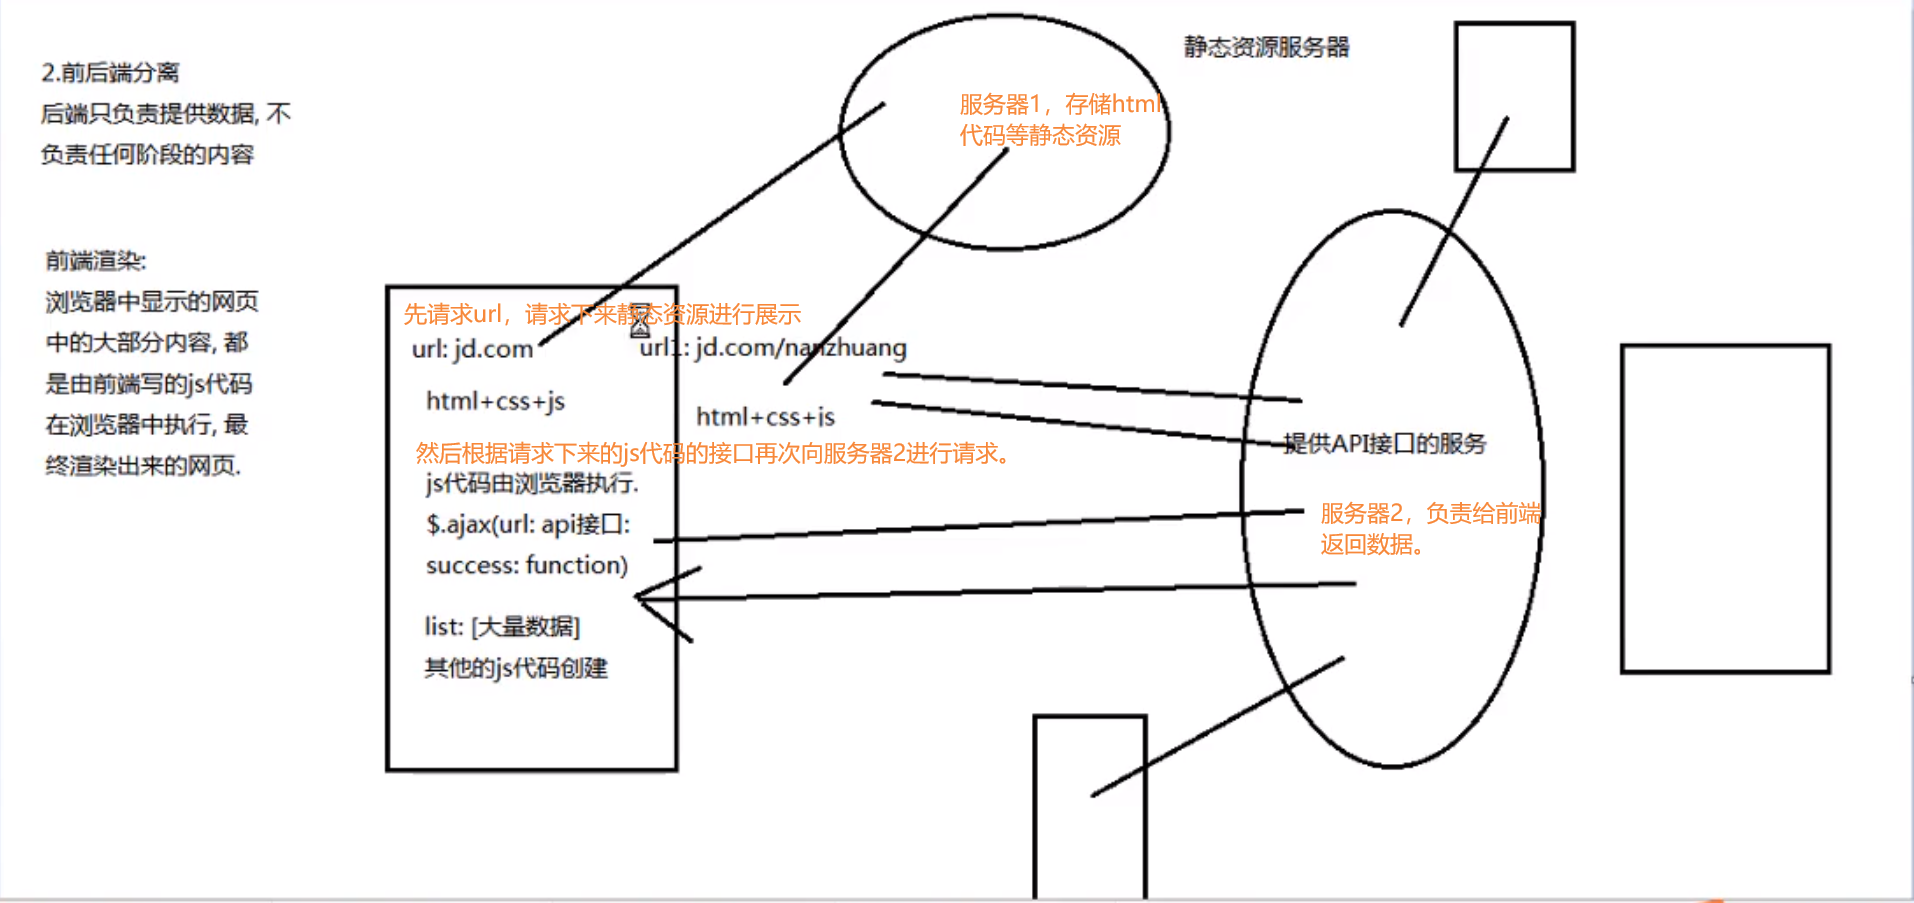 2.前后端分离
后端只负责提供数据, 不
负责任何阶段的内容
前端渲染:
浏览器中显示的网页
中的大部分内容, 都
是由前端写的js代码
在浏览器中执行, 最
终渲染出来的网页.
静态资源服务器
服务器1，存储html
代码等静态资源
先请求url，请求下来静态资源进行展示
url: jd.com
url1: jd.com/nanzhuang
html+css+js
html+css+js
然后根据请求下来的js代码的接口再次向服务器2进行请求。
js代码由浏览器执行.
$.ajax(url: api接口:
success: function)
list: [大量数据]
其他的js代码创建
提供API接口的服务
服务器2，负责给前端
返回数据。